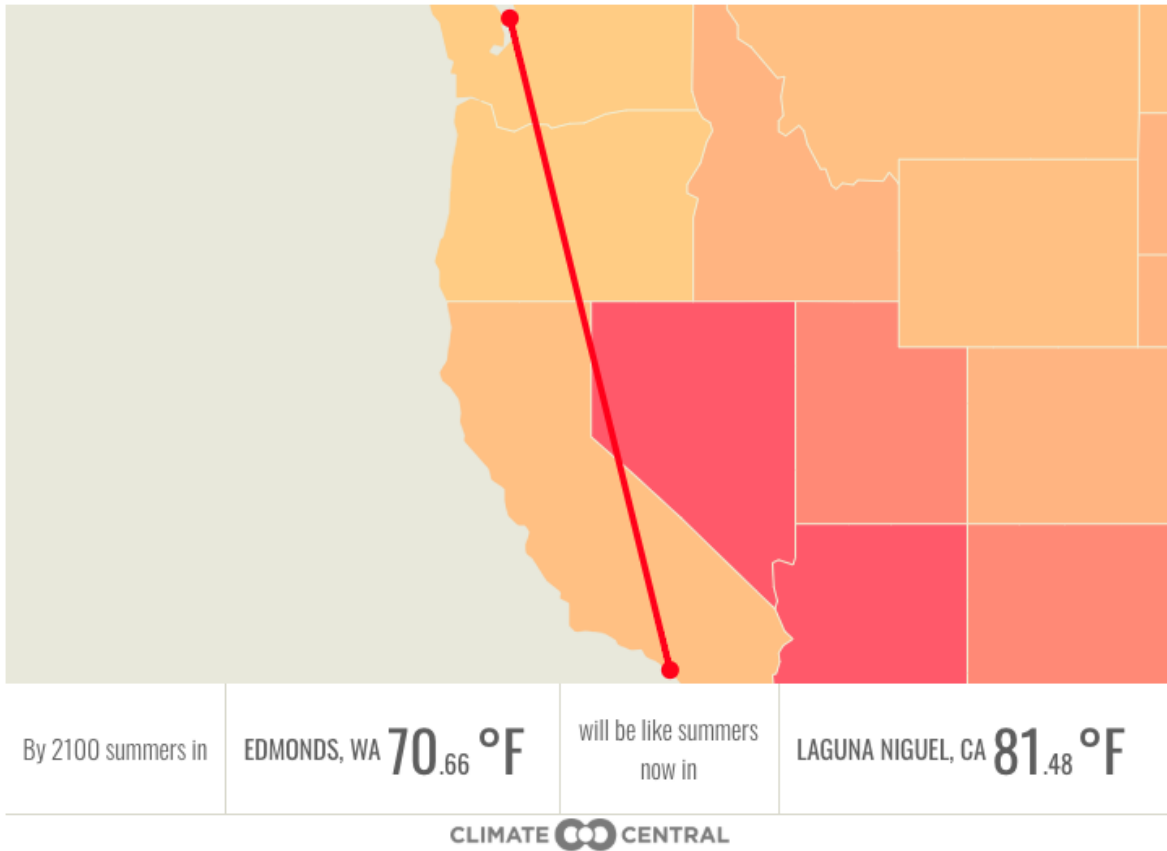 By 2100 summers in
EDMONDS, WA 70.66 °F
will be like summers
now in
LAGUNA NIGUEL, CA 81.48 °F
CLIMATE CENTRAL